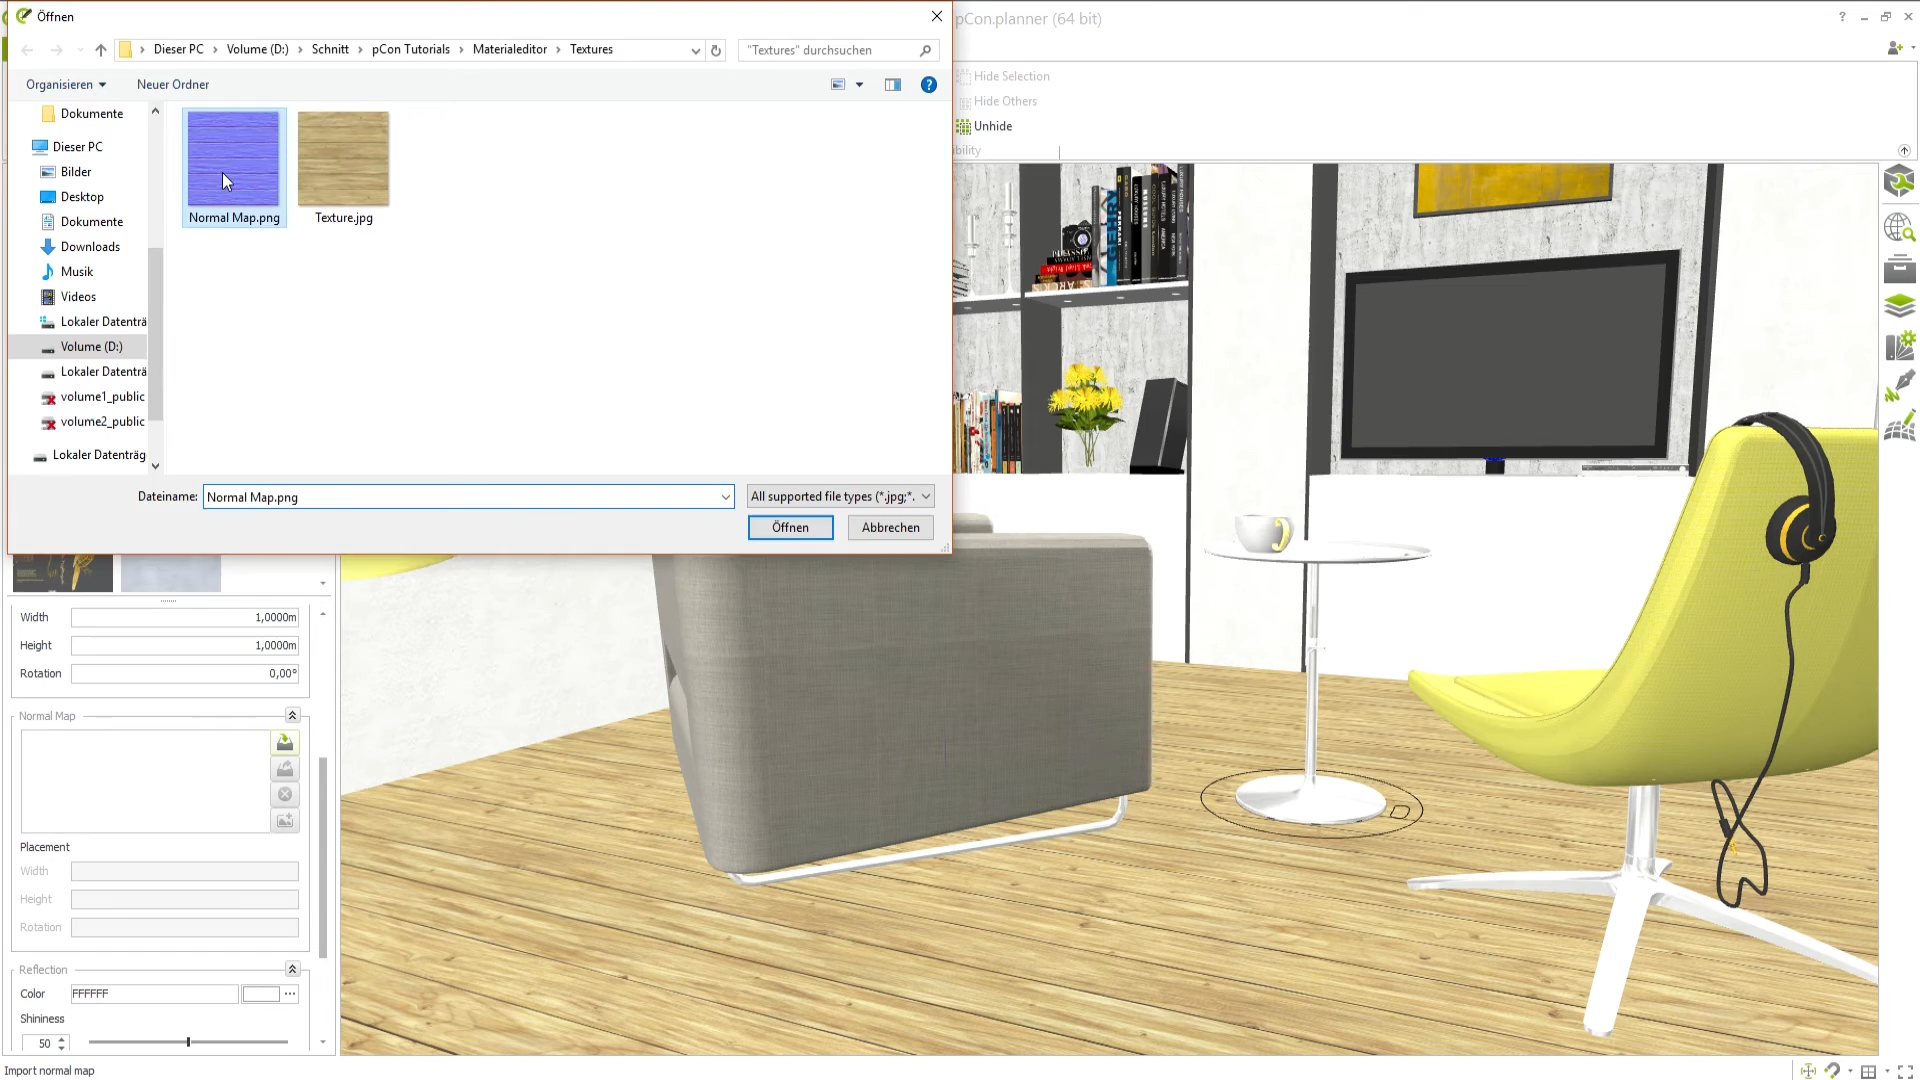 Öffnen
pCon.planner (64 bit)
Dieser PC
Volume (D:)
Schnitt
pCon Tutorials
Materialeditor
Textures
"Textures" durchsuchen
Organisieren
Neuer Ordner
Hide Selection
Hide Others
Unhide
ibility
Dokumente
Dieser PC
Bilder
Desktop
Dokumente
Downloads
Musik
Videos
Lokaler Datenträ
Volume (D:)
Lokaler Datenträ
volume1_public
volume2_public
Lokaler Datenträg
Normal Map.png
Texture.jpg
Dateiname:
Normal Map.png
All supported file types (*.jpg;*.
Öffnen
Abbrechen
Width
1,0000m
Height
1,0000m
Rotation
0,00°
Normal Map
Placement
Width
Height
Rotation
Reflection
Color
FFFFFF
Shininess
50
Import normal map